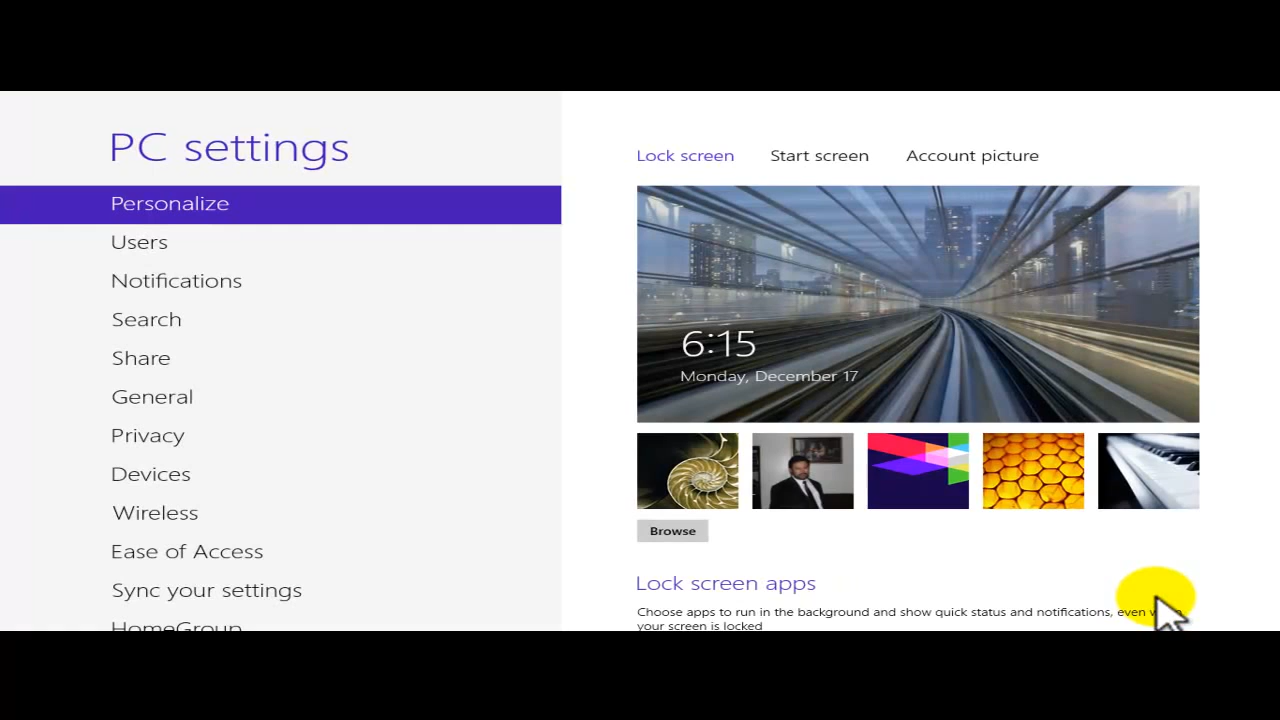 PC settings
Personalize
Users
Notifications
Search
Share
General
Privacy
Devices
Wireless
Ease of Access
Sync your settings
HomeGroup
Lock screen Start screen Account picture
6:15
Monday, December 17
Browse
Lock screen apps
Choose apps to run in the background and show quick status and notifications, even
your screen is locked